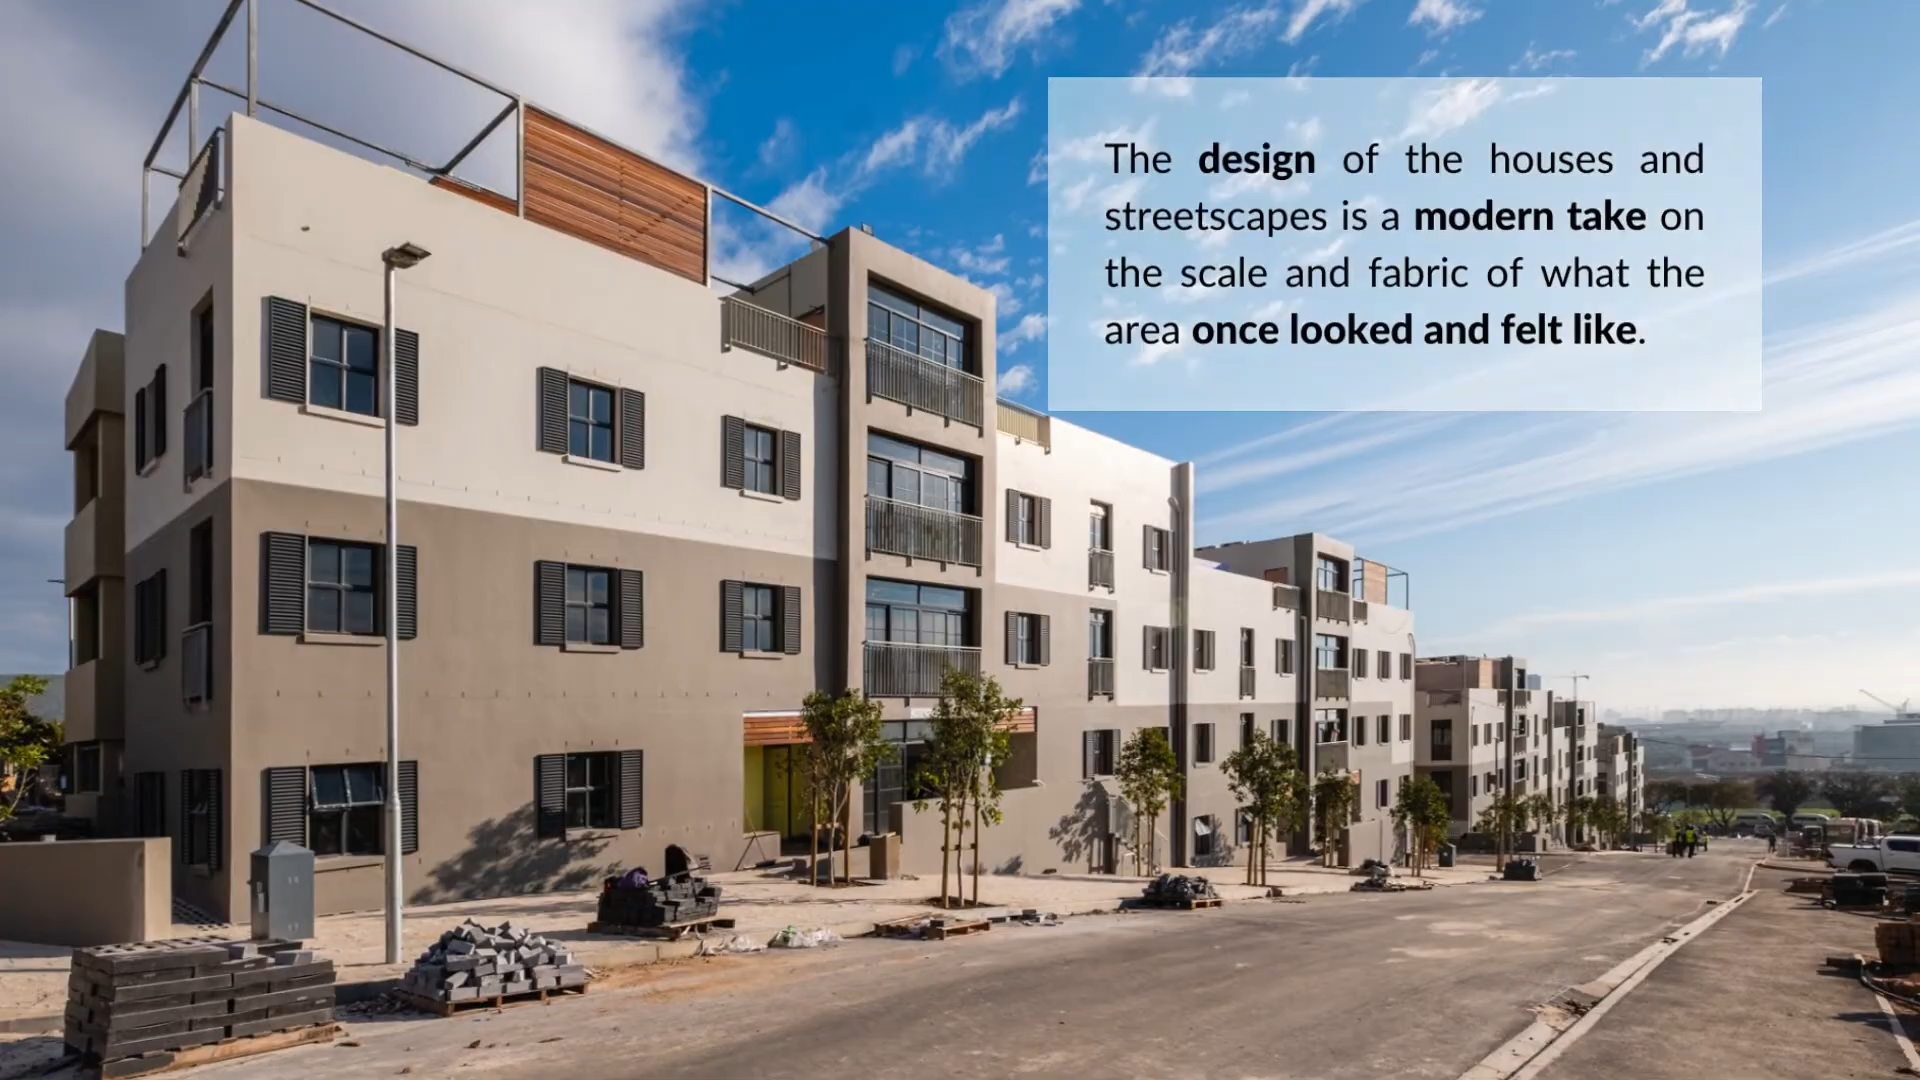 The design of the houses and
streetscapes is a modern take on
the scale and fabric of what the
area once looked and felt like.